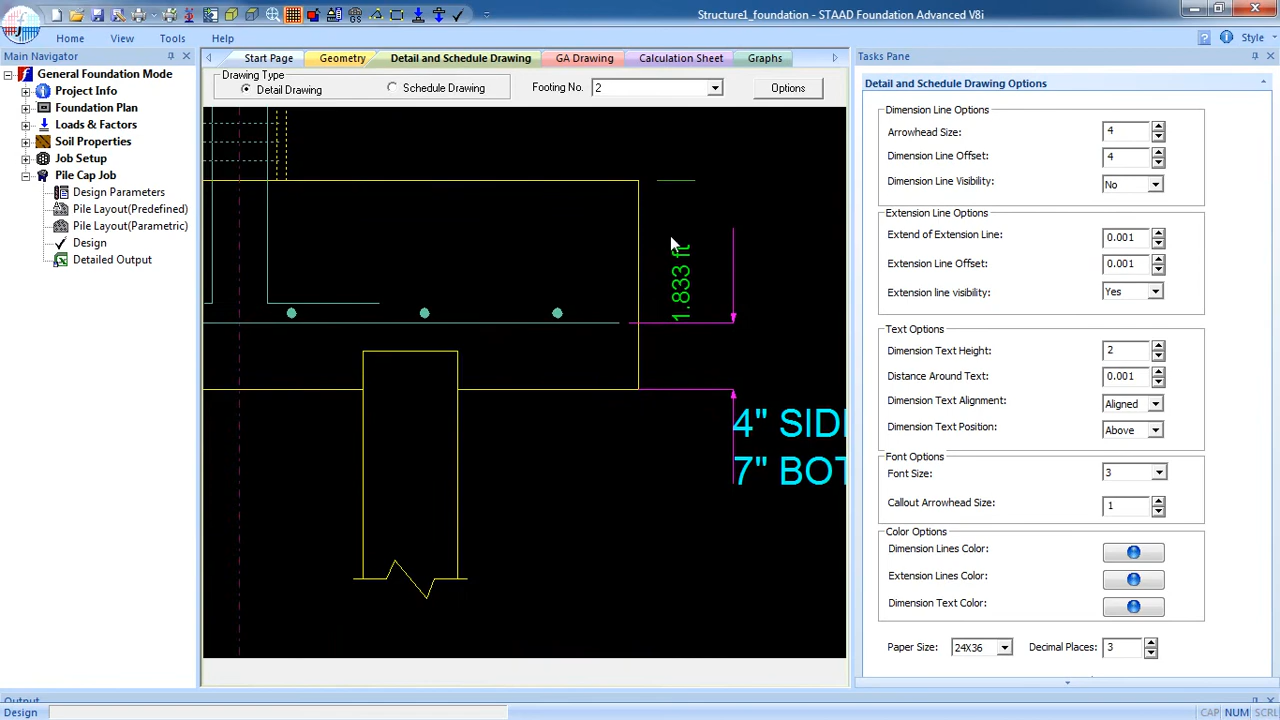 Structure1_foundation - STAAD Foundation Advanced V8i
Home View Tools Help
Style
Main Navigator
General Foundation Mode
Project Info
Foundation Plan
Loads & Factors
Soil Properties
Job Setup
Pile Cap Job
Design Parameters
Pile Layout(Predefined)
Pile Layout(Parametric)
Design
Detailed Output
Start Page Geometry Detail and Schedule Drawing GA Drawing Calculation Sheet Graphs
Drawing Type
Detail Drawing Schedule Drawing Footing No. 2 Options
1.833 ft
4" SID
7" BOT
Tasks Pane
Detail and Schedule Drawing Options
Dimension Line Options
Arrowhead Size: 4
Dimension Line Offset: 4
Dimension Line Visibility: No
Extension Line Options
Extend of Extension Line: 0.001
Extension Line Offset: 0.001
Extension line visibility: Yes
Text Options
Dimension Text Height: 2
Distance Around Text: 0.001
Dimension Text Alignment: Aligned
Dimension Text Position: Above
Font Options
Font Size: 3
Callout Arrowhead Size: 1
Color Options
Dimension Lines Color:
Extension Lines Color:
Dimension Text Color:
Paper Size: 24X36 Decimal Places: 3
Output
Design
CAP NUM SCRL